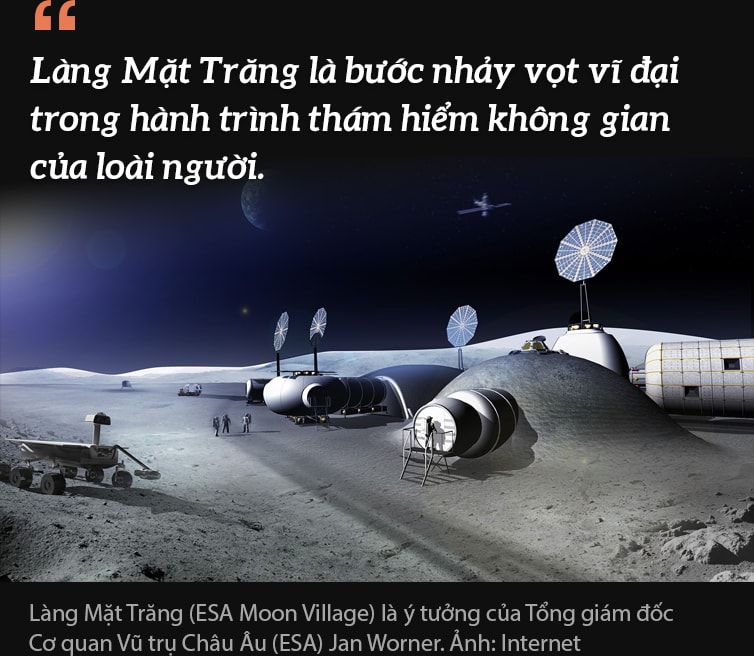 “
Làng Mặt Trăng là bước nhảy vọt vĩ đại
trong hành trình thám hiểm không gian
của loài người.
Làng Mặt Trăng (ESA Moon Village) là ý tưởng của Tổng giám đốc
Cơ quan Vũ trụ Châu Âu (ESA) Jan Worner. Ảnh: Internet